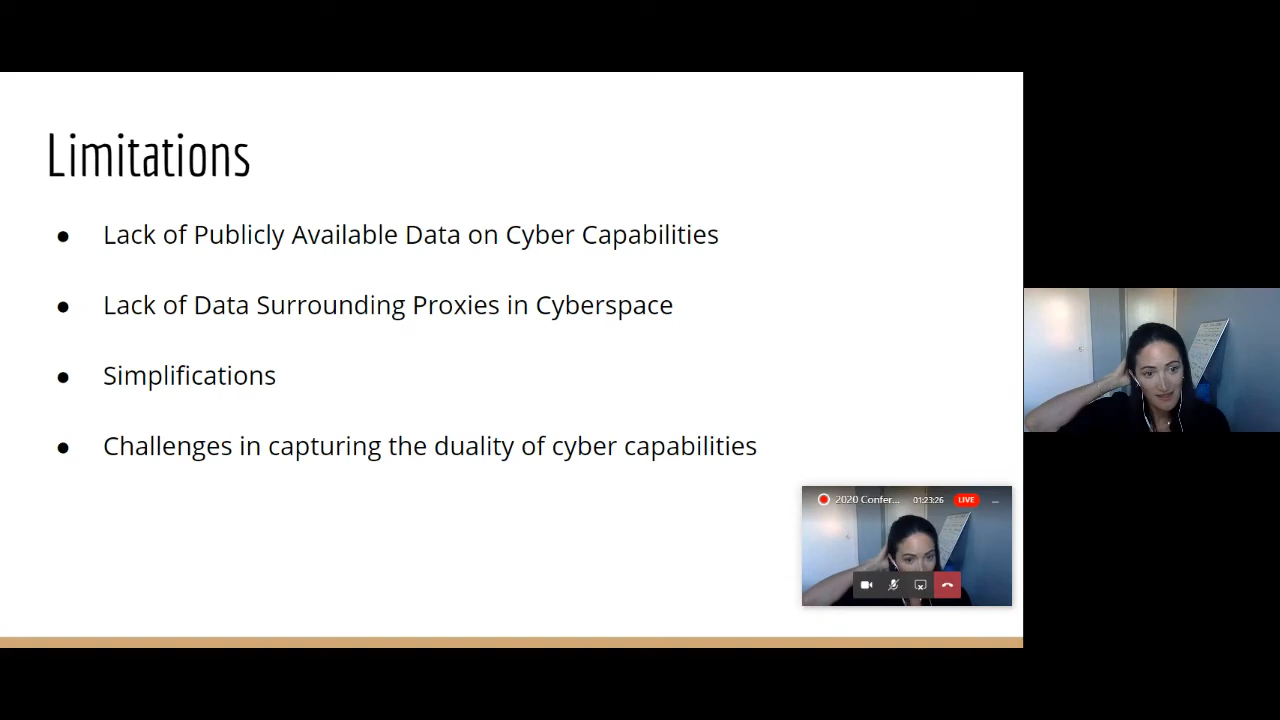 Limitations
● Lack of Publicly Available Data on Cyber Capabilities
● Lack of Data Surrounding Proxies in Cyberspace
● Simplifications
● Challenges in capturing the duality of cyber capabilities
2020 Confer... 01:23:26 LIVE